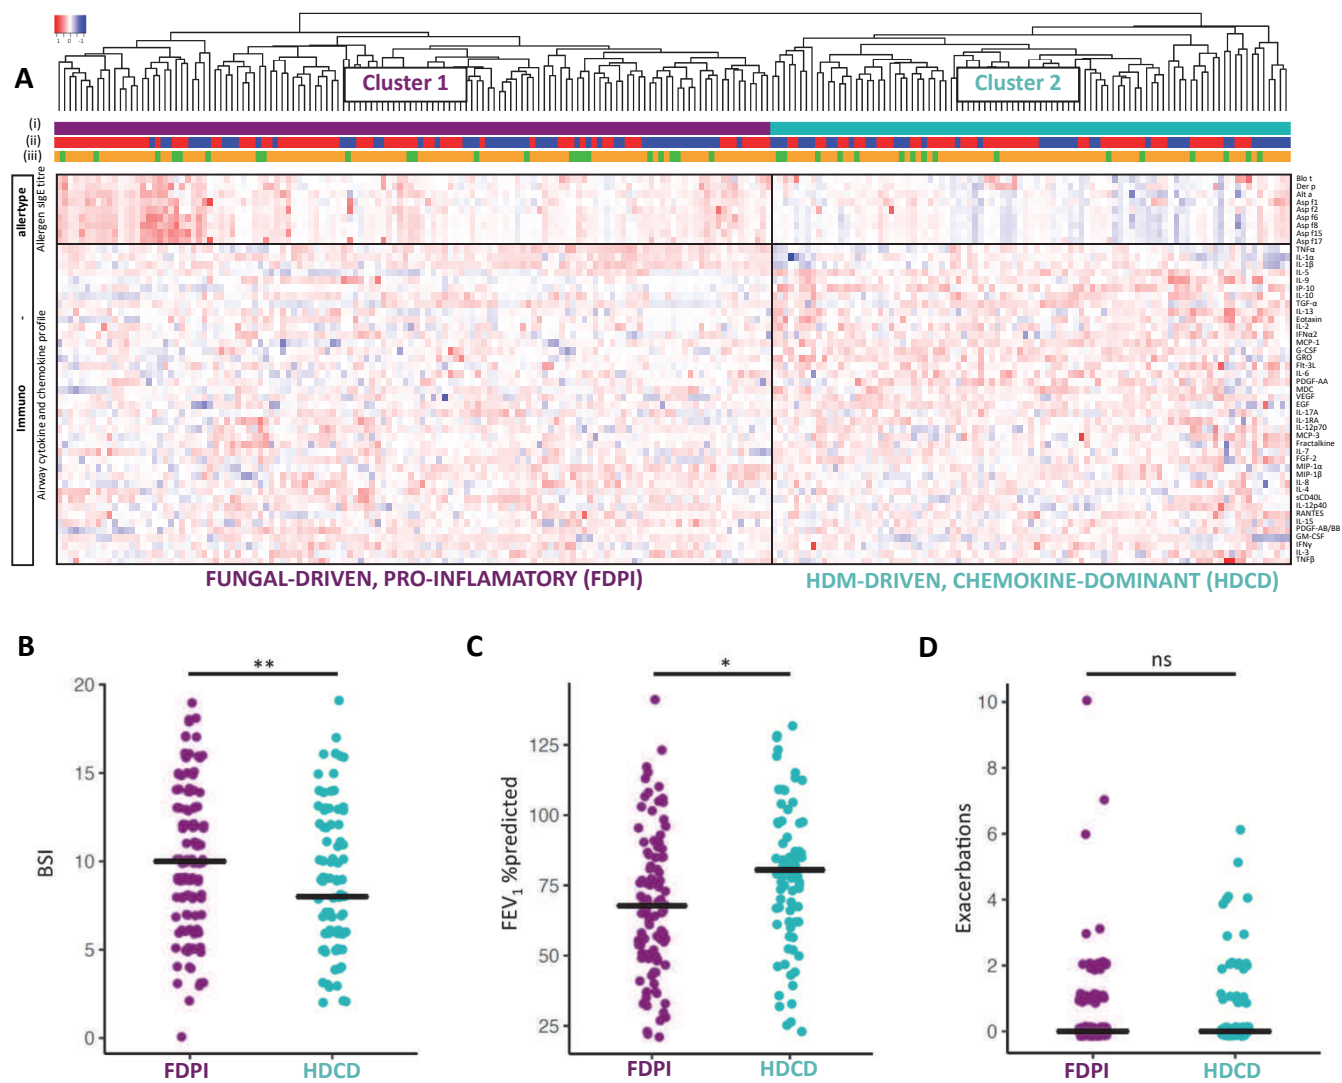 1 0 -1
A
Cluster 1
Cluster 2
(i)
(ii)
(iii)
allertype
Allergen sIgE titre
-
Immuno
Airway cytokine and chemokine profile
Blo t
Der p
Alt a
Asp f1
Asp f2
Asp f6
Asp f8
Asp f15
Asp f17
TNFα
IL-1α
IL-1β
IL-5
IL-9
IP-10
IL-10
TGF-α
IL-13
Eotaxin
IL-2
IFNα2
MCP-1
G-CSF
GRO
Flt-3L
IL-6
PDGF-AA
MDC
VEGF
EGF
IL-17A
IL-1RA
IL-12p70
MCP-3
Fractalkine
IL-7
FGF-2
MIP-1α
MIP-1β
IL-8
IL-4
sCD40L
IL-12p40
RANTES
IL-15
PDGF-AB/BB
GM-CSF
IFNγ
IL-3
TNFβ
FUNGAL-DRIVEN, PRO-INFLAMATORY (FDPI)
HDM-DRIVEN, CHEMOKINE-DOMINANT (HDCD)
B
**
BSI
20
15
10
5
0
FDPI
HDCD
C
*
FEV1 %predicted
125
100
75
50
25
FDPI
HDCD
D
ns
Exacerbations
10
8
6
4
2
0
FDPI
HDCD